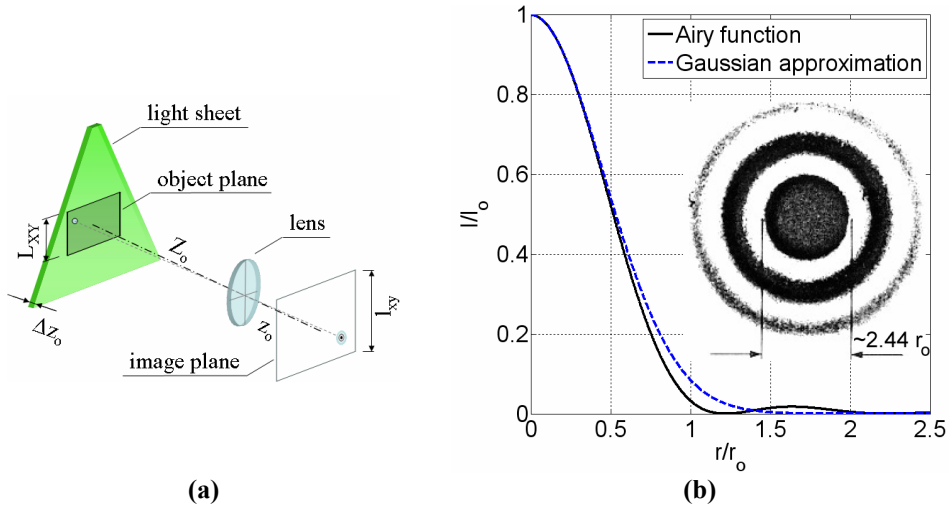 light sheet
object plane
L_XY
lens
Z_o
Δz_o
z_o
l_xy
image plane
(a)
b)
Airy function
Gaussian approximation
1
0.8
0.6
0.4
0.2
0
I/I_o
~2.44 r_o
0 0.5 1 1.5 2 2.5
r/r_o
(b)